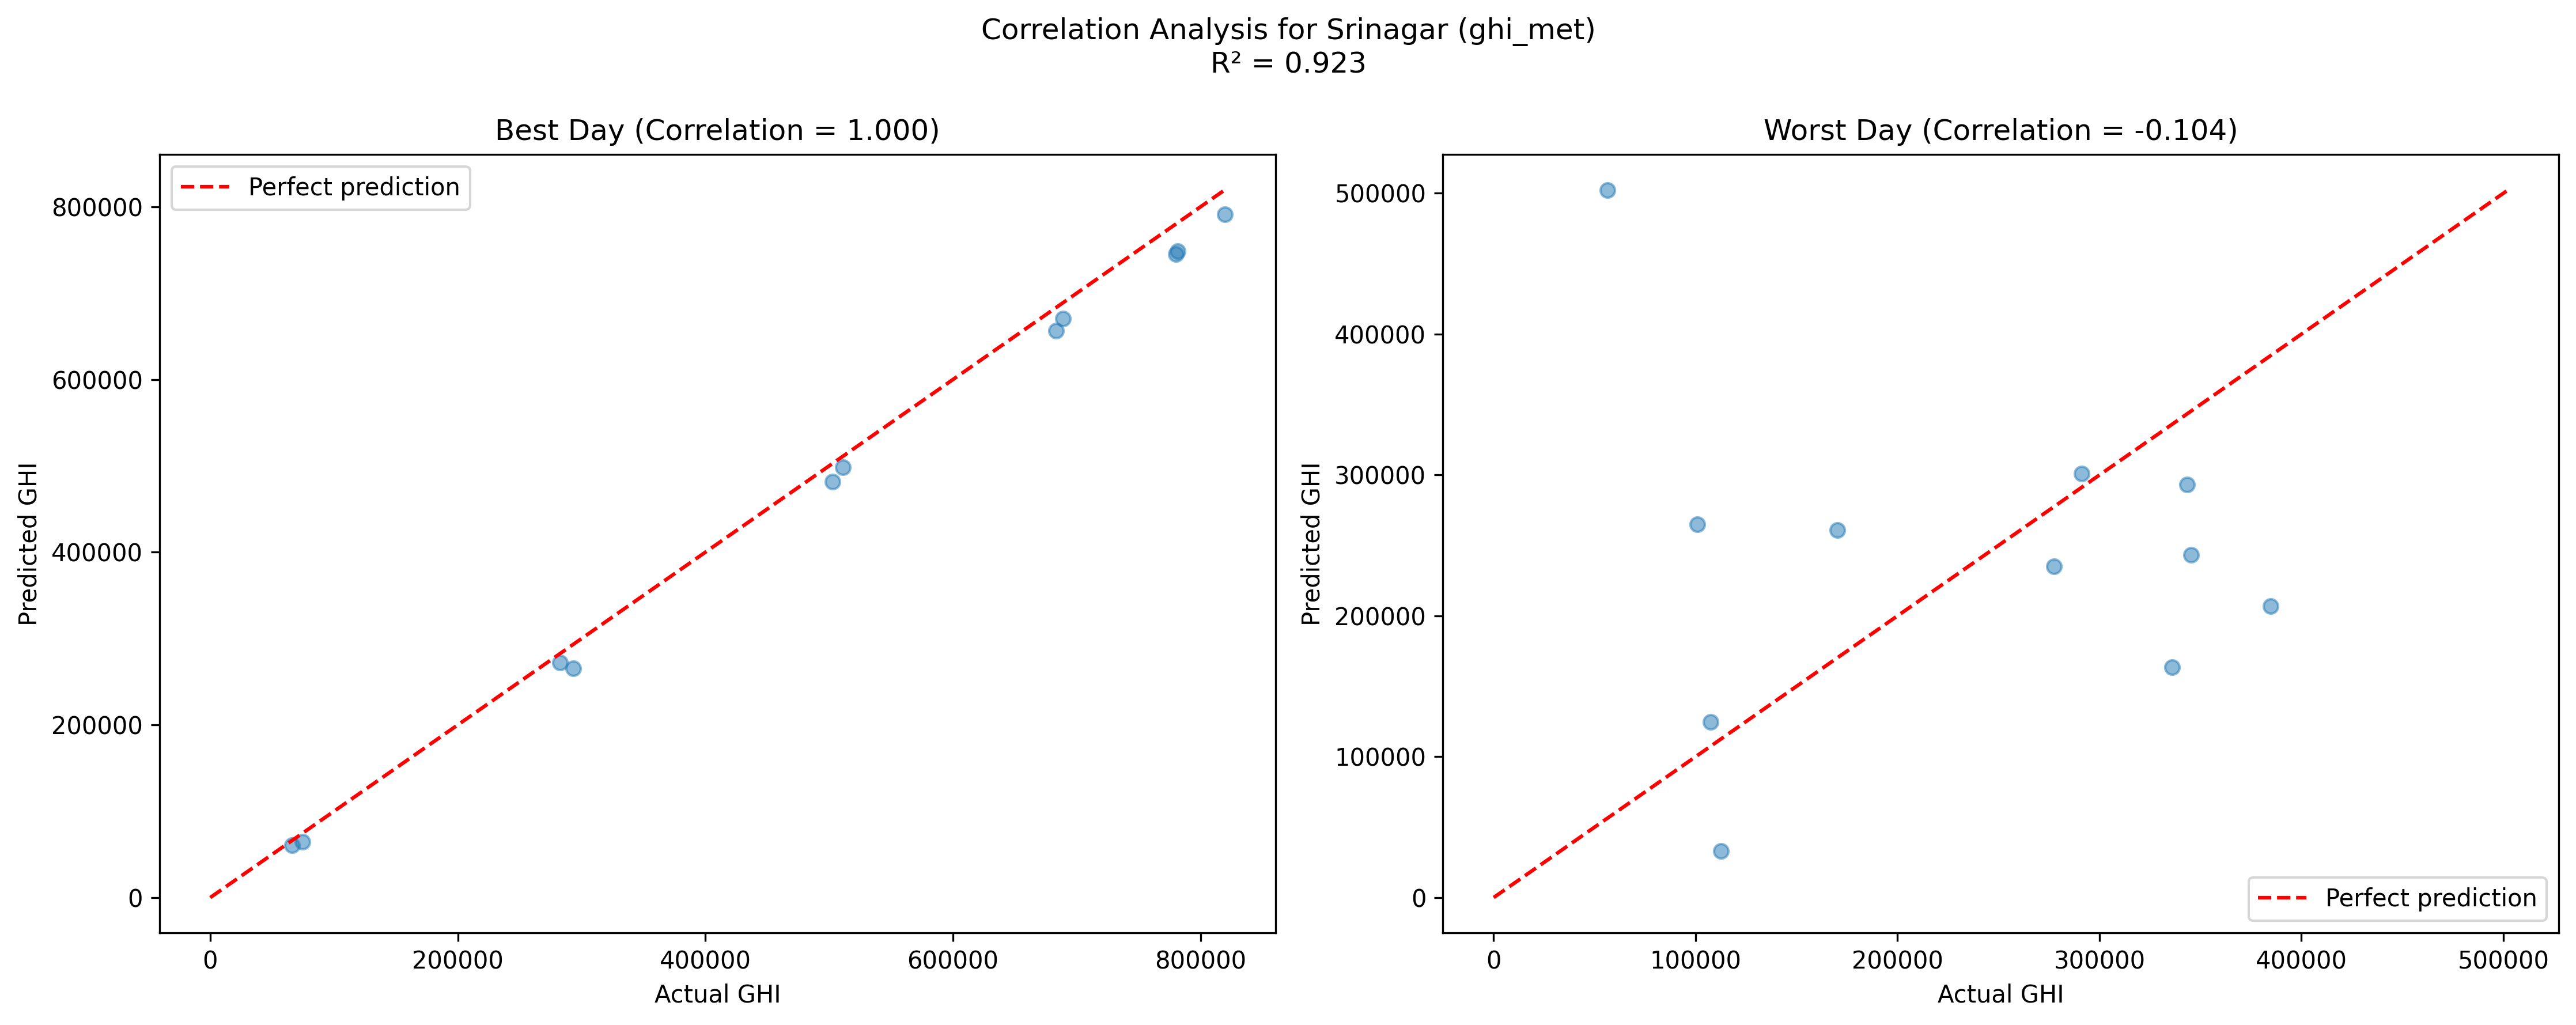 Correlation Analysis for Srinagar (ghi_met)
R² = 0.923
Best Day (Correlation = 1.000)
Perfect prediction
800000
600000
400000
200000
0
Predicted GHI
0 200000 400000 600000 800000
Actual GHI
Worst Day (Correlation = -0.104)
500000
400000
300000
200000
100000
0
Predicted GHI
Perfect prediction
0 100000 200000 300000 400000 500000
Actual GHI